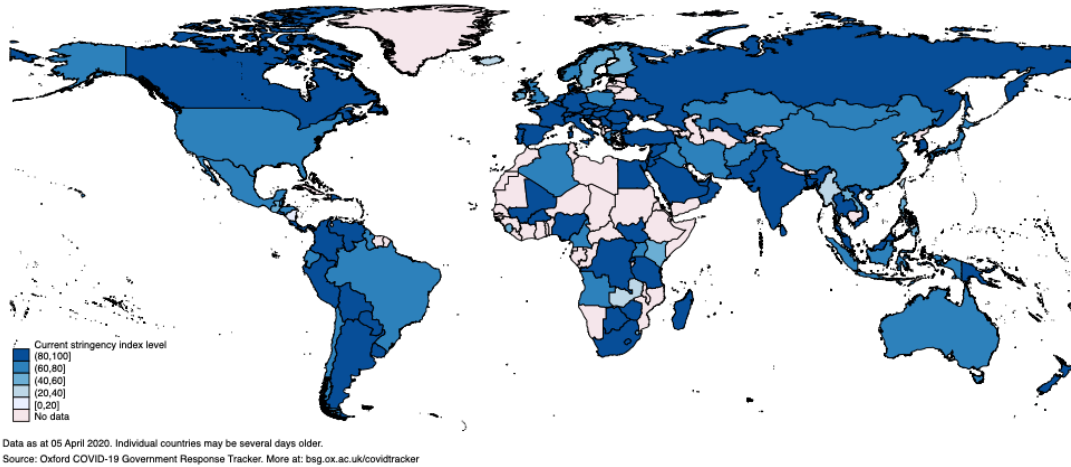 Current stringency index level
(80,100]
(60,80]
(40,60]
(20,40]
[0,20]
No data
Data as at 05 April 2020. Individual countries may be several days older.
Source: Oxford COVID-19 Government Response Tracker. More at: bsg.ox.ac.uk/covidtracker